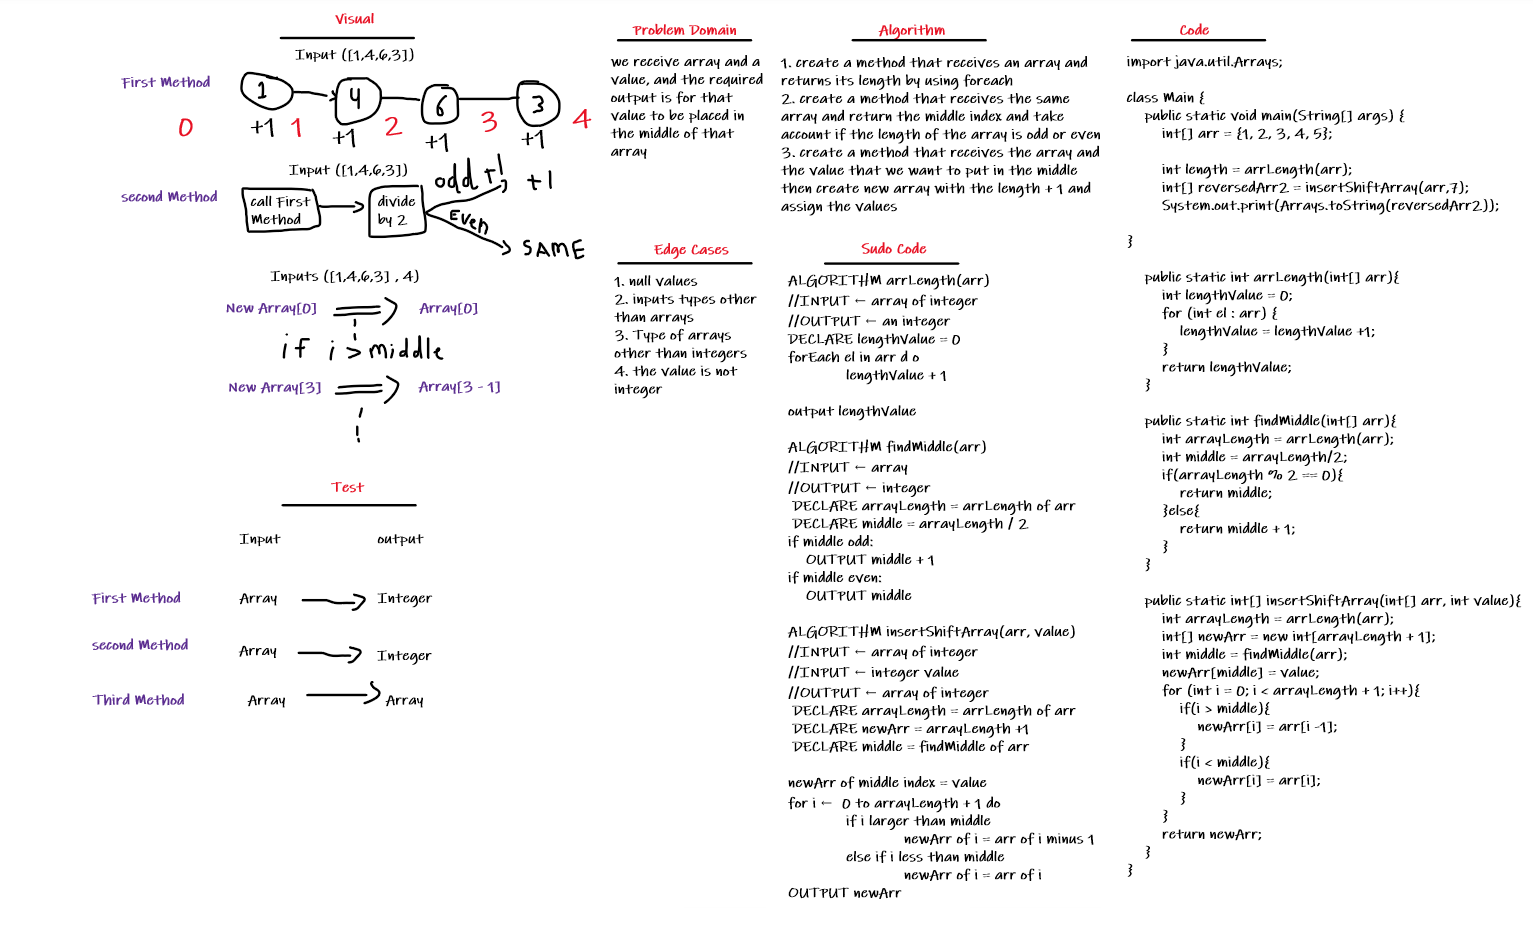 Visual
Input ([1,4,6,3])
First Method
1
4
6
3
0
+1
1
+1
2
+1
3
+1
4
Input ([1,4,6,3])
second Method
call First
Method
divide
by 2
odd
+1
Even
SAME
Inputs ([1,4,6,3] , 4)
New Array[0]
Array[0]
if i > middle
New Array[3]
Array[3 - 1]
Test
Input
output
First Method
Array
Integer
second Method
Array
Integer
Third Method
Array
Array
Problem Domain
we receive array and a
value, and the required
output is for that
value to be placed in
the middle of that
array
Edge Cases
1. null values
2. inputs types other
than arrays
3. Type of arrays
other than integers
4. the value is not
integer
Algorithm
1. create a method that receives an array and
returns its length by using foreach
2. create a method that receives the same
array and return the middle index and take
account if the length of the array is odd or even
3. create a method that receives the array and
the value that we want to put in the middle
then create new array with the length + 1 and
assign the values
Sudo Code
ALGORITHM arrLength(arr)
//INPUT ← array of integer
//OUTPUT ← an integer
DECLARE lengthValue = 0
forEach el in arr d o
lengthValue + 1
output lengthValue
ALGORITHM findMiddle(arr)
//INPUT ← array
//OUTPUT ← integer
DECLARE arrayLength = arrLength of arr
DECLARE middle = arrayLength / 2
if middle odd:
OUTPUT middle + 1
if middle even:
OUTPUT middle
ALGORITHM insertShiftArray(arr, value)
//INPUT ← array of integer
//INPUT ← integer value
//OUTPUT ← array of integer
DECLARE arrayLength = arrLength of arr
DECLARE newArr = arrayLength +1
DECLARE middle = findMiddle of arr
newArr of middle index = value
for i ← 0 to arrayLength + 1 do
if i larger than middle
newArr of i = arr of i minus 1
else if i less than middle
newArr of i = arr of i
OUTPUT newArr
Code
import java.util.Arrays;
class Main {
public static void main(String[] args) {
int[] arr = {1, 2, 3, 4, 5};
int length = arrLength(arr);
int[] reversedArr2 = insertShiftArray(arr,7);
System.out.print(Arrays.toString(reversedArr2));
}
public static int arrLength(int[] arr){
int lengthValue = 0;
for (int el : arr) {
lengthValue = lengthValue +1;
}
return lengthValue;
}
public static int findMiddle(int[] arr){
int arrayLength = arrLength(arr);
int middle = arrayLength/2;
if(arrayLength % 2 == 0){
return middle;
}else{
return middle + 1;
}
}
public static int[] insertShiftArray(int[] arr, int value){
int arrayLength = arrLength(arr);
int[] newArr = new int[arrayLength + 1];
int middle = findMiddle(arr);
newArr[middle] = value;
for (int i = 0; i < arrayLength + 1; i++){
if(i > middle){
newArr[i] = arr[i -1];
}
if(i < middle){
newArr[i] = arr[i];
}
}
return newArr;
}
}